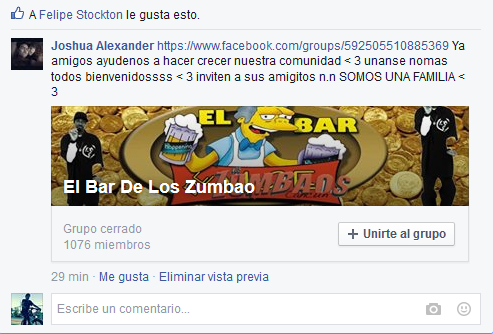 A Felipe Stockton le gusta esto.
Joshua Alexander https://www.facebook.com/groups/592505510885369 Ya
amigos ayudenos a hacer crecer nuestra comunidad < 3 unanse nomas
todos bienvenidossss < 3 inviten a sus amigitos n.n SOMOS UNA FAMILIA <
3
EL BAR
ZUMBAOS
El Bar De Los Zumbao
Grupo cerrado
1076 miembros
Unirte al grupo
29 min · Me gusta · Eliminar vista previa
Escribe un comentario...